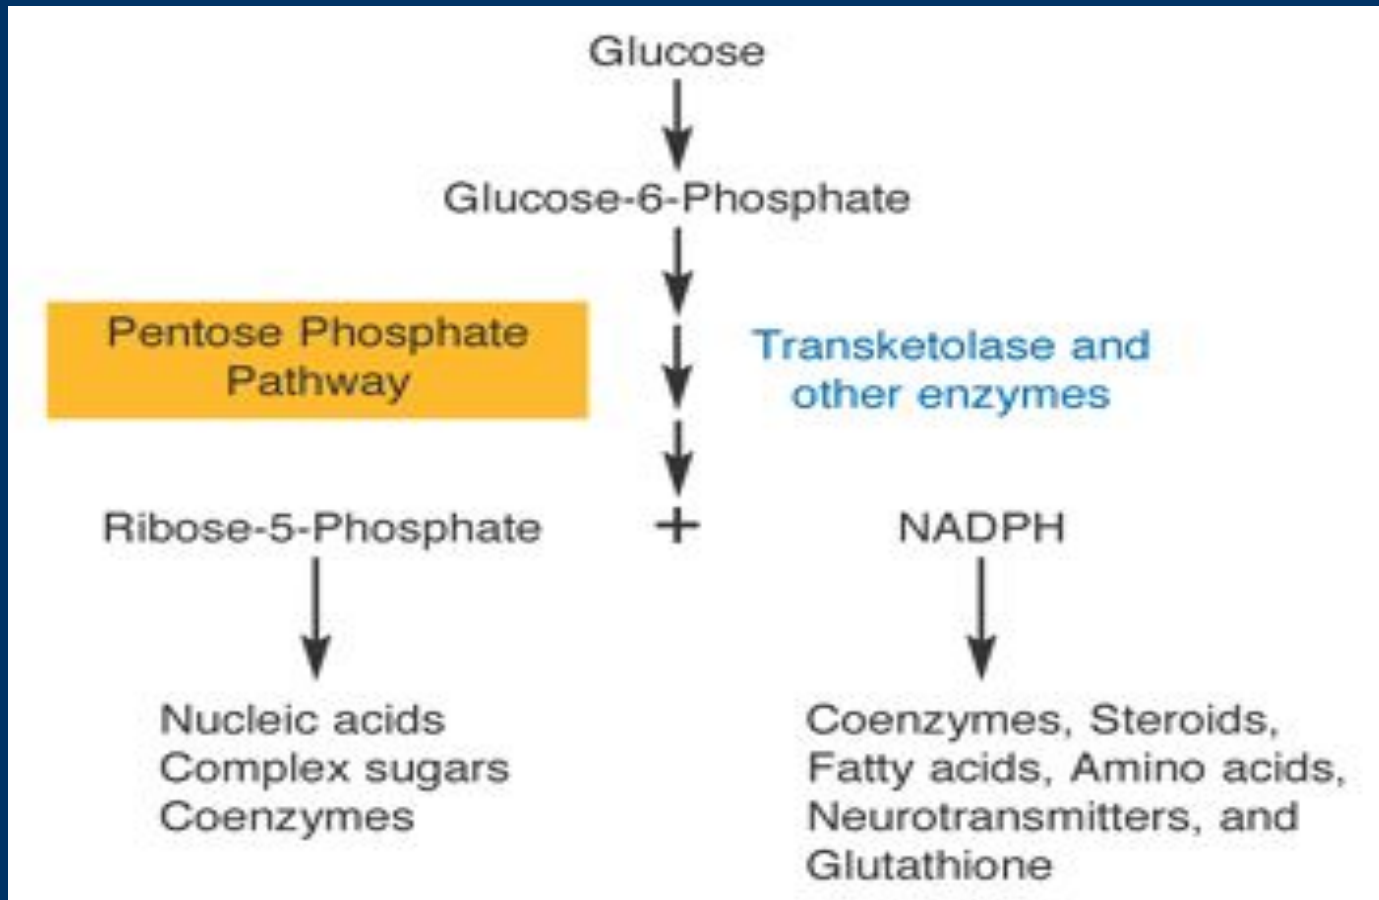 Glucose
Glucose-6-Phosphate
Pentose Phosphate
Pathway
Transketolase and
other enzymes
Ribose-5-Phosphate + NADPH
Nucleic acids
Complex sugars
Coenzymes
Coenzymes, Steroids,
Fatty acids, Amino acids,
Neurotransmitters, and
Glutathione